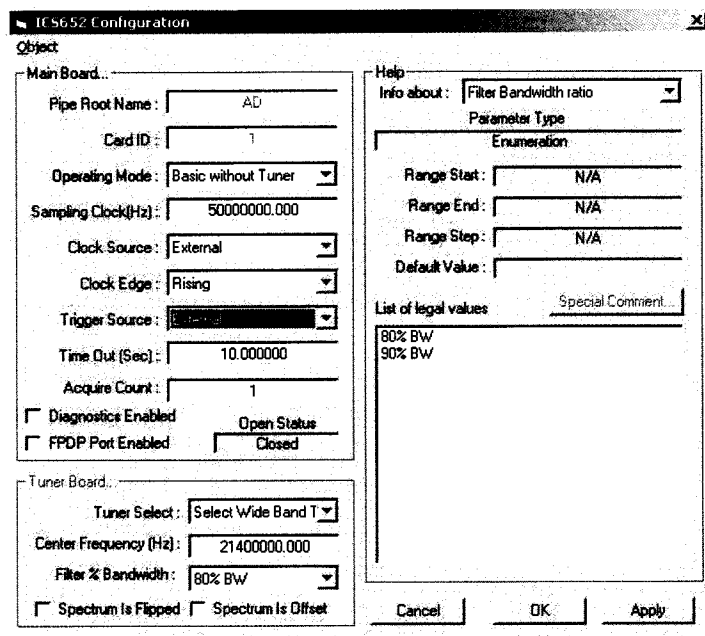 ICS652 Configuration
Object
Main Board...
Pipe Root Name : AD
Card ID : 1
Operating Mode : Basic without Tuner
Sampling Clock(Hz) : 50000000.000
Clock Source : External
Clock Edge : Rising
Trigger Source :
Time Out (Sec) : 10.000000
Acquire Count : 1
Diagnostics Enabled
Open Status
FPDP Port Enabled
Closed
Tuner Board...
Tuner Select : Select Wide Band T
Center Frequency (Hz) : 21400000.000
Filter % Bandwidth : 80% BW
Spectrum Is Flipped
Spectrum Is Offset
Help
Info about : Filter Bandwidth ratio
Parameter Type
Enumeration
Range Start : N/A
Range End : N/A
Range Step : N/A
Default Value :
List of legal values
Special Comment...
80% BW
90% BW
Cancel
OK
Apply